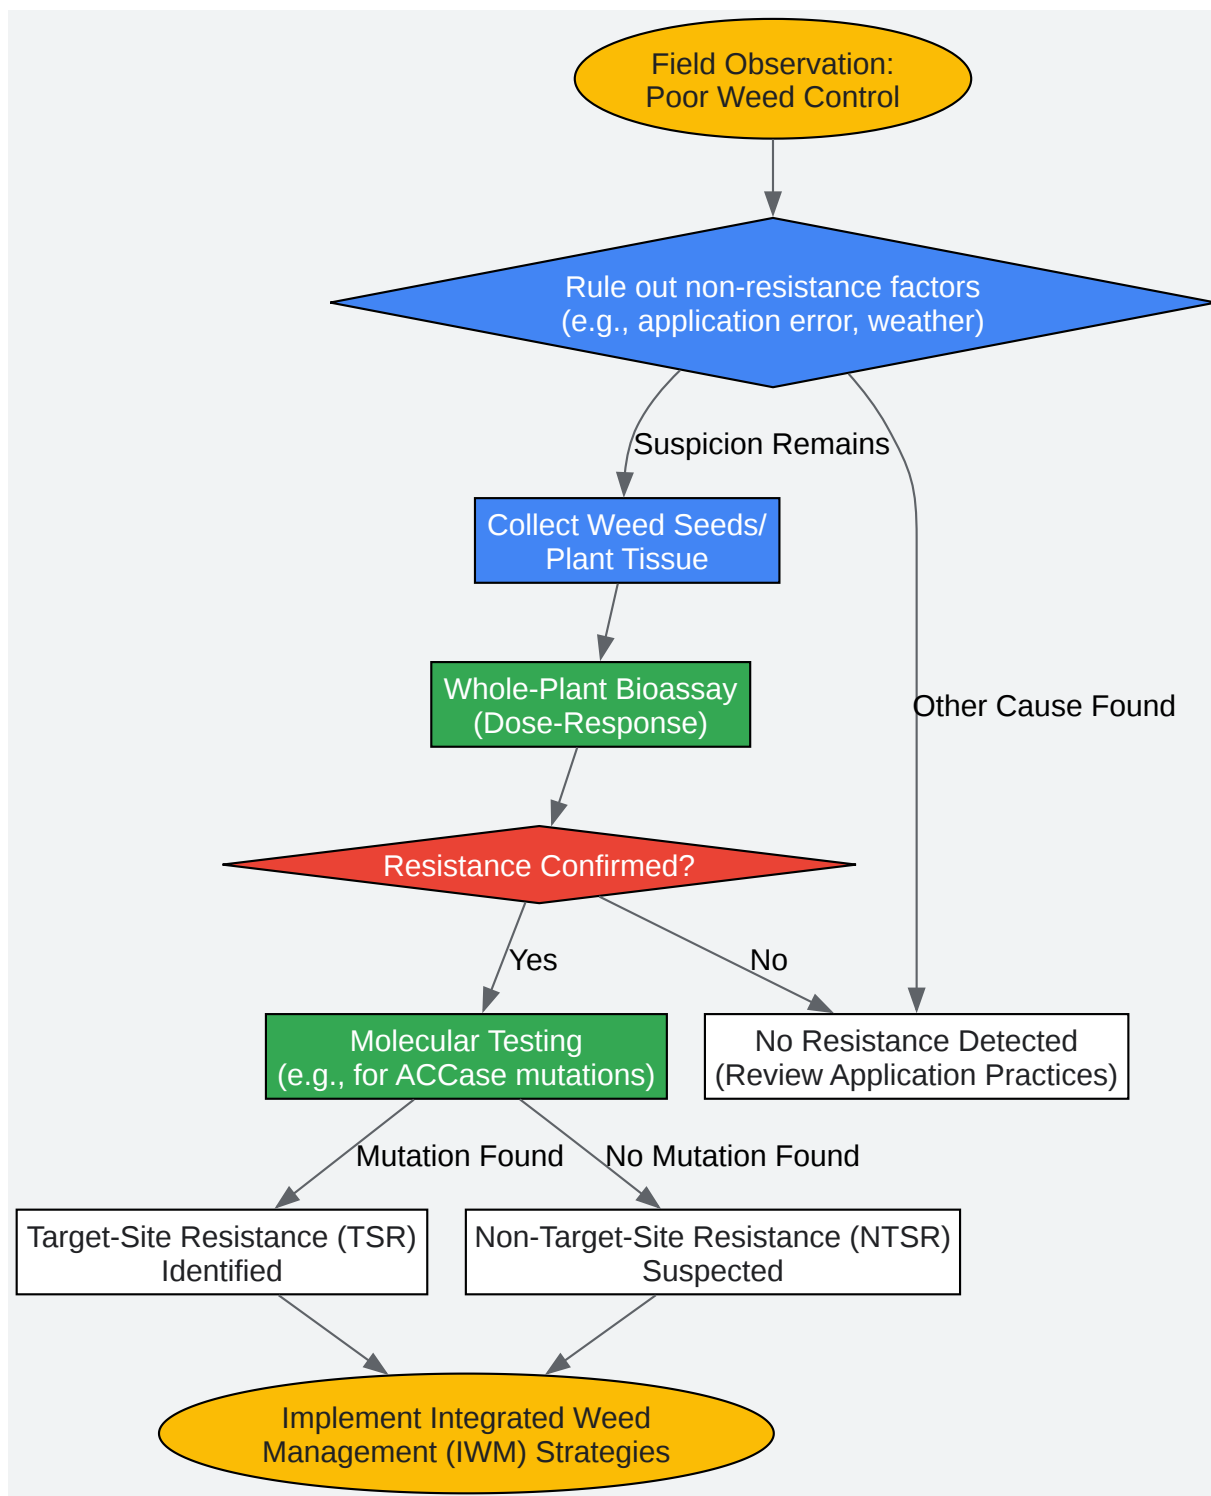 Field Observation:
Poor Weed Control
Rule out non-resistance factors
(e.g., application error, weather)
Suspicion Remains
Collect Weed Seeds/
Plant Tissue
Whole-Plant Bioassay
(Dose-Response)
Other Cause Found
Resistance Confirmed?
Yes
No
Molecular Testing
(e.g., for ACCase mutations)
No Resistance Detected
(Review Application Practices)
Mutation Found
No Mutation Found
Target-Site Resistance (TSR)
Identified
Non-Target-Site Resistance (NTSR)
Suspected
Implement Integrated Weed
Management (IWM) Strategies